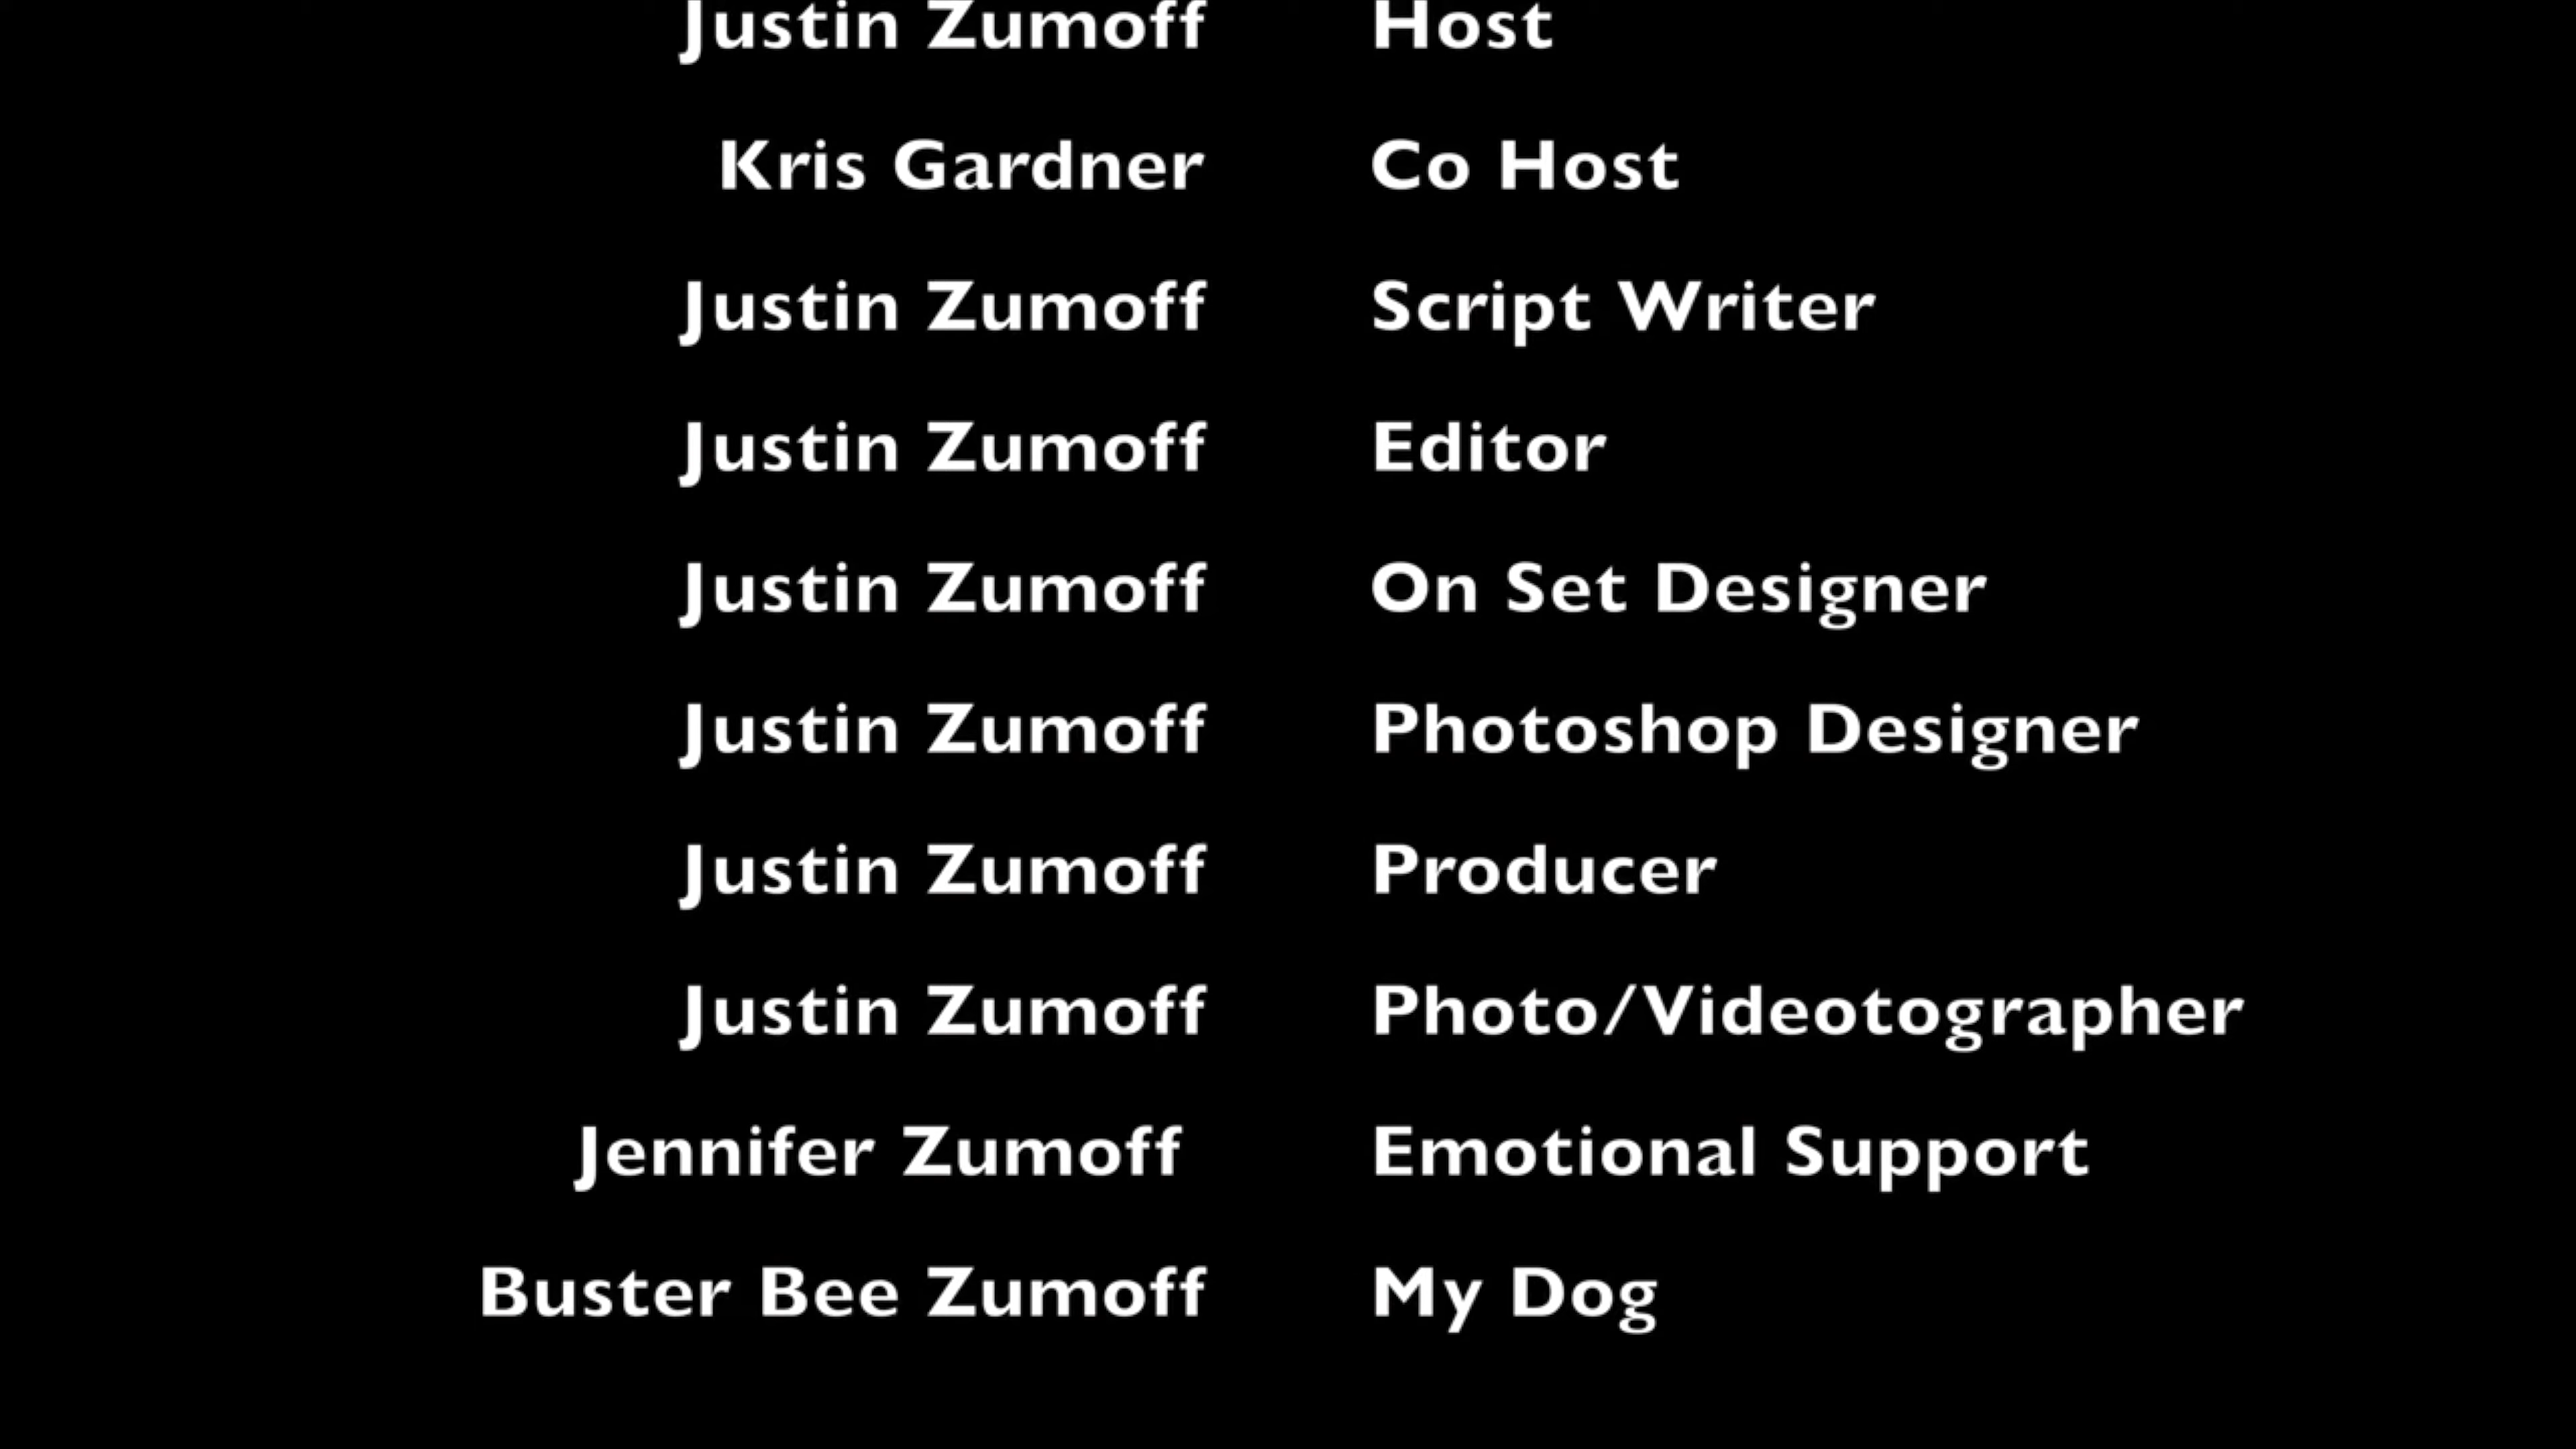 Justin Zumoff Host
Kris Gardner Co Host
Justin Zumoff Script Writer
Justin Zumoff Editor
Justin Zumoff On Set Designer
Justin Zumoff Photoshop Designer
Justin Zumoff Producer
Justin Zumoff Photo/Videotographer
Jennifer Zumoff Emotional Support
Buster Bee Zumoff My Dog